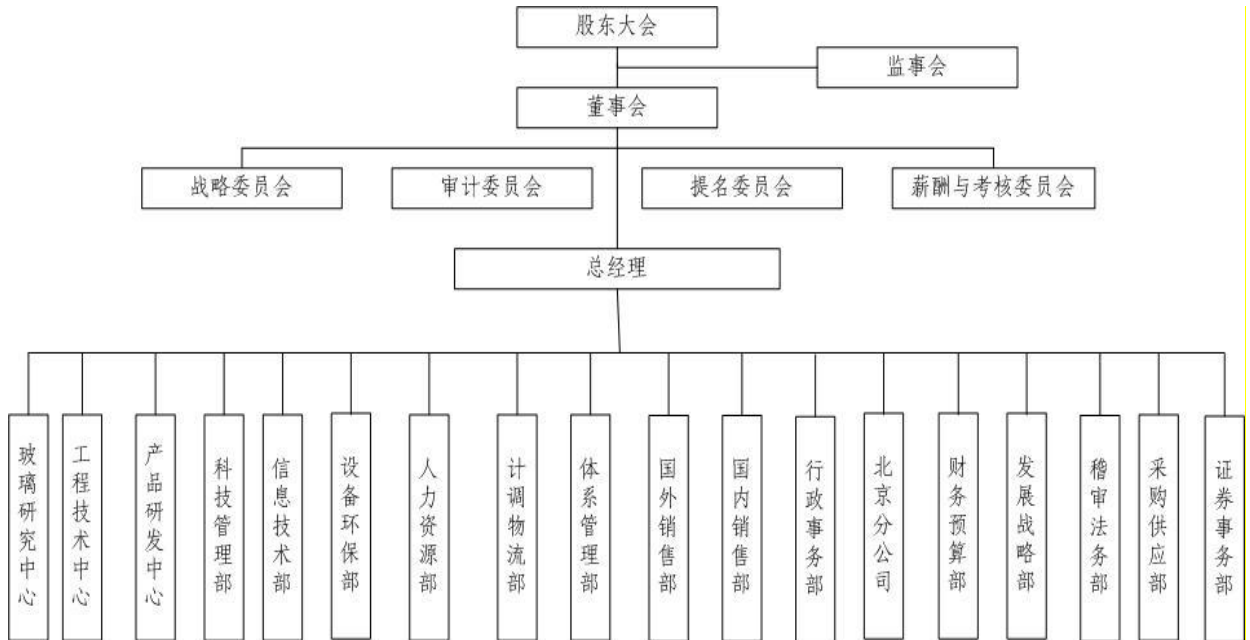 股东大会
监事会
董事会
战略委员会
审计委员会
提名委员会
薪酬与考核委员会
总经理
玻璃研究中心
工程技术中心
产品研发中心
科技管理部
信息技术部
设备环保部
人力资源部
计调物流部
体系管理部
国外销售部
国内销售部
行政事务部
北京分公司
财务预算部
发展战略部
稽审法务部
采购供应部
证券事务部